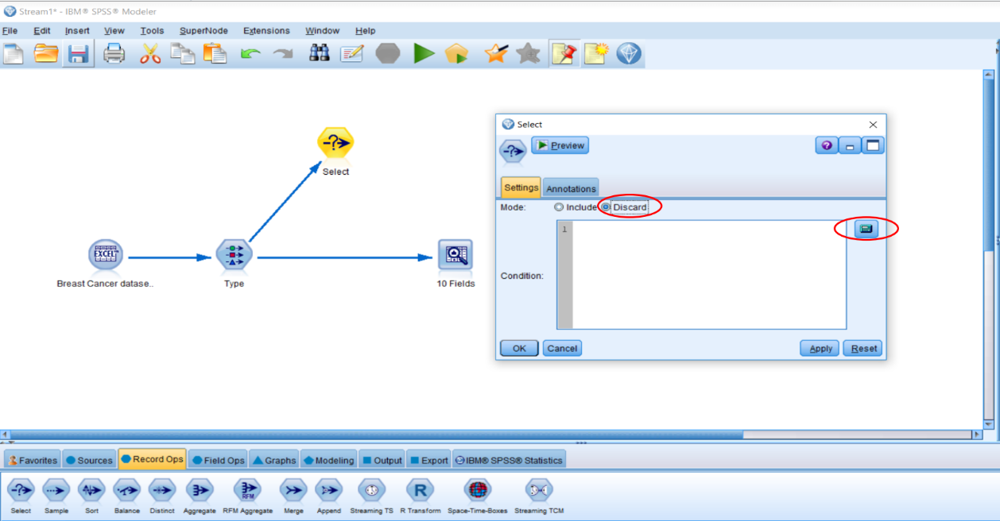 Stream1* - IBM® SPSS® Modeler
File Edit Insert View Tools SuperNode Extensions Window Help
Select
EXCEL™
Breast Cancer datase..
Type
10 Fields
Select
Preview
Settings Annotations
Mode: Include Discard
1
Condition:
OK Cancel Apply Reset
Favorites Sources Record Ops Field Ops Graphs Modeling Output Export IBM® SPSS® Statistics
RFM
R
Select Sample Sort Balance Distinct Aggregate RFM Aggregate Merge Append Streaming TS R Transform Space-Time-Boxes Streaming TCM